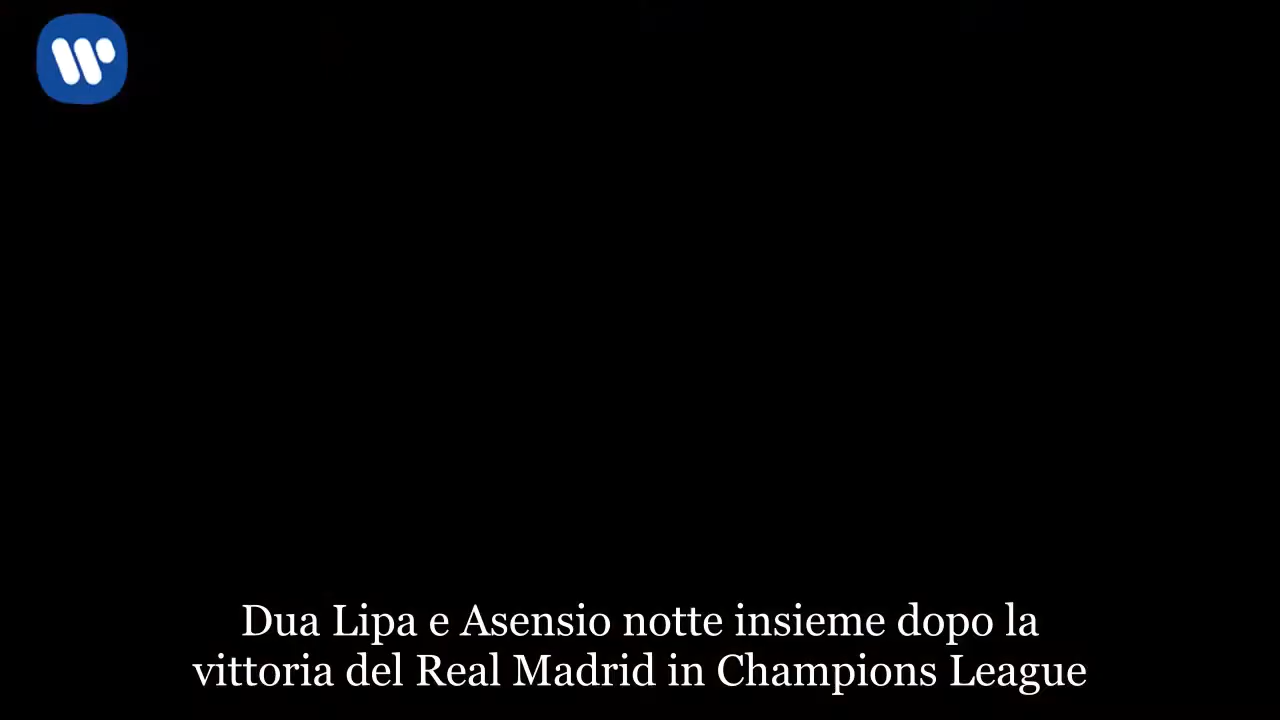 Dua Lipa e Asensio notte insieme dopo la
vittoria del Real Madrid in Champions League